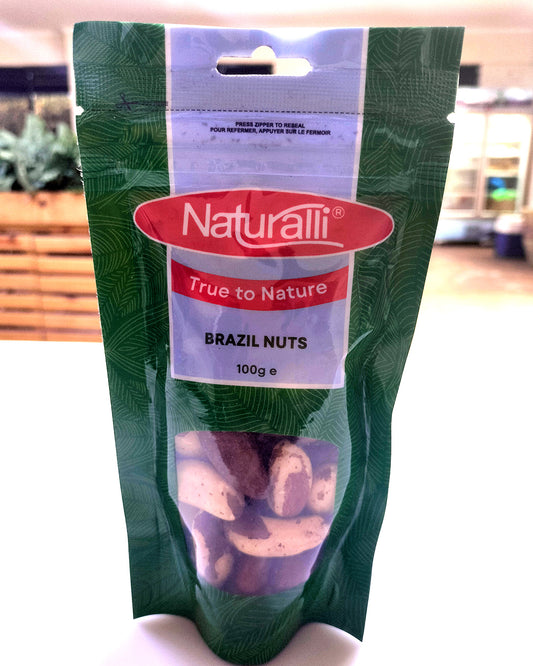 PRESS ZIPPER TO RESEAL
POUR REFERMER, APPUYER SUR LE FERMOIR
Naturalli®
True to Nature
BRAZIL NUTS
100g e